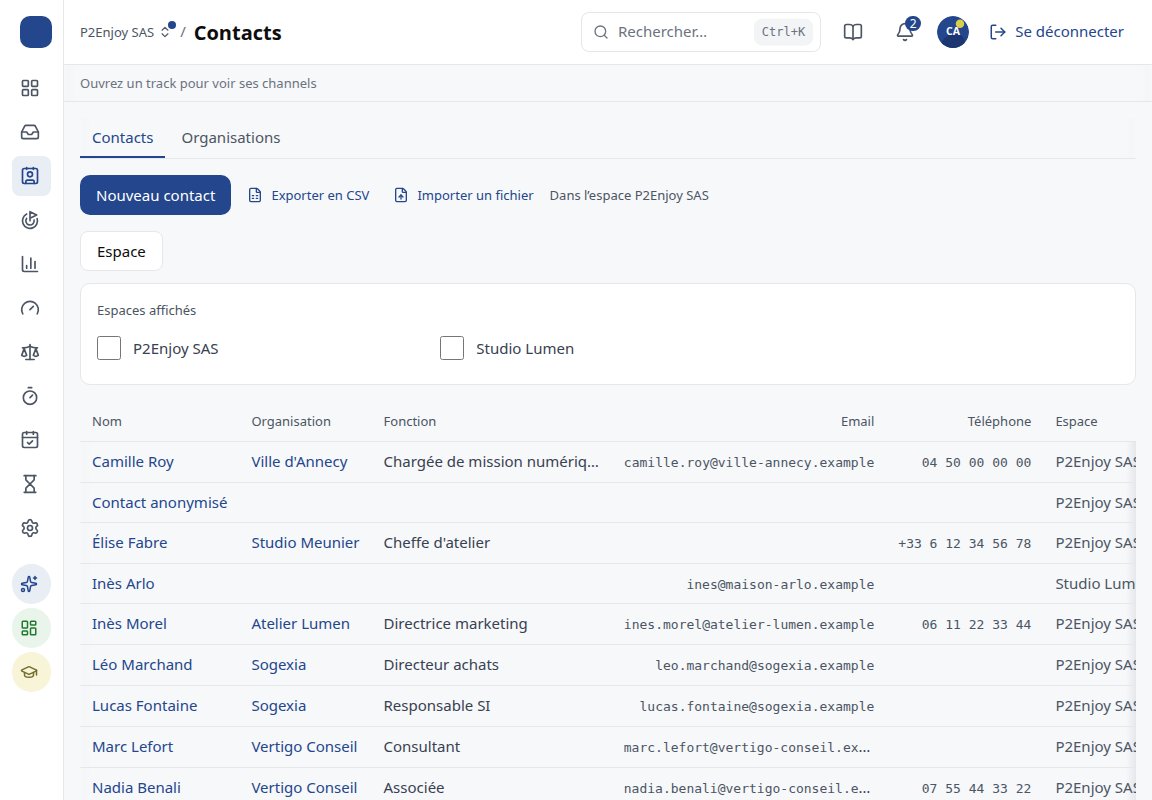 P2Enjoy SAS / Contacts
Rechercher... Ctrl+K
2
CA
Se déconnecter
Ouvrez un track pour voir ses channels
Contacts Organisations
Nouveau contact Exporter en CSV Importer un fichier Dans l'espace P2Enjoy SAS
Espace
Espaces affichés
P2Enjoy SAS Studio Lumen
Nom Organisation Fonction Email Téléphone Espace
Camille Roy Ville d'Annecy Chargée de mission numériq... camille.roy@ville-annecy.example 04 50 00 00 00 P2Enjoy SAS
Contact anonymisé P2Enjoy SAS
Élise Fabre Studio Meunier Cheffe d'atelier +33 6 12 34 56 78 P2Enjoy SAS
Inès Arlo ines@maison-arlo.example Studio Lum
Inès Morel Atelier Lumen Directrice marketing ines.morel@atelier-lumen.example 06 11 22 33 44 P2Enjoy SAS
Léo Marchand Sogexia Directeur achats leo.marchand@sogexia.example P2Enjoy SAS
Lucas Fontaine Sogexia Responsable SI lucas.fontaine@sogexia.example P2Enjoy SAS
Marc Lefort Vertigo Conseil Consultant marc.lefort@vertigo-conseil.ex... P2Enjoy SAS
Nadia Benali Vertigo Conseil Associée nadia.benali@vertigo-conseil.e... 07 55 44 33 22 P2Enjoy SAS